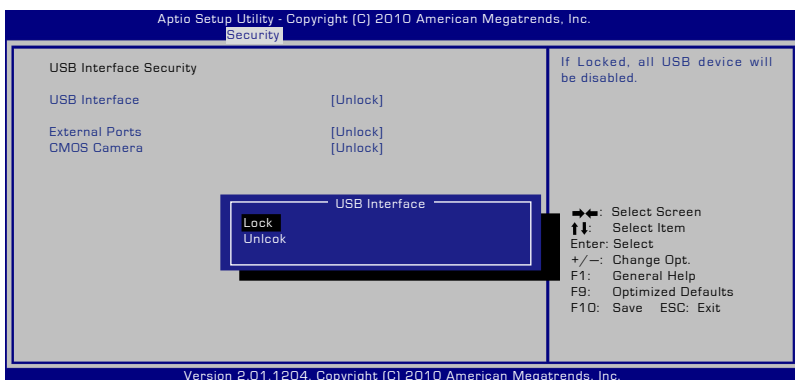 Aptio Setup Utility - Copyright (C) 2010 American Megatrends, Inc.
Security
USB Interface Security
USB Interface [Unlock]
External Ports [Unlock]
CMOS Camera [Unlock]
USB Interface
Lock
Unlcok
If Locked, all USB device will
be disabled.
→←: Select Screen
↑↓: Select Item
Enter: Select
+/—: Change Opt.
F1: General Help
F9: Optimized Defaults
F10: Save ESC: Exit
Version 2.01.1204. Copyright (C) 2010 American Megatrends, Inc.